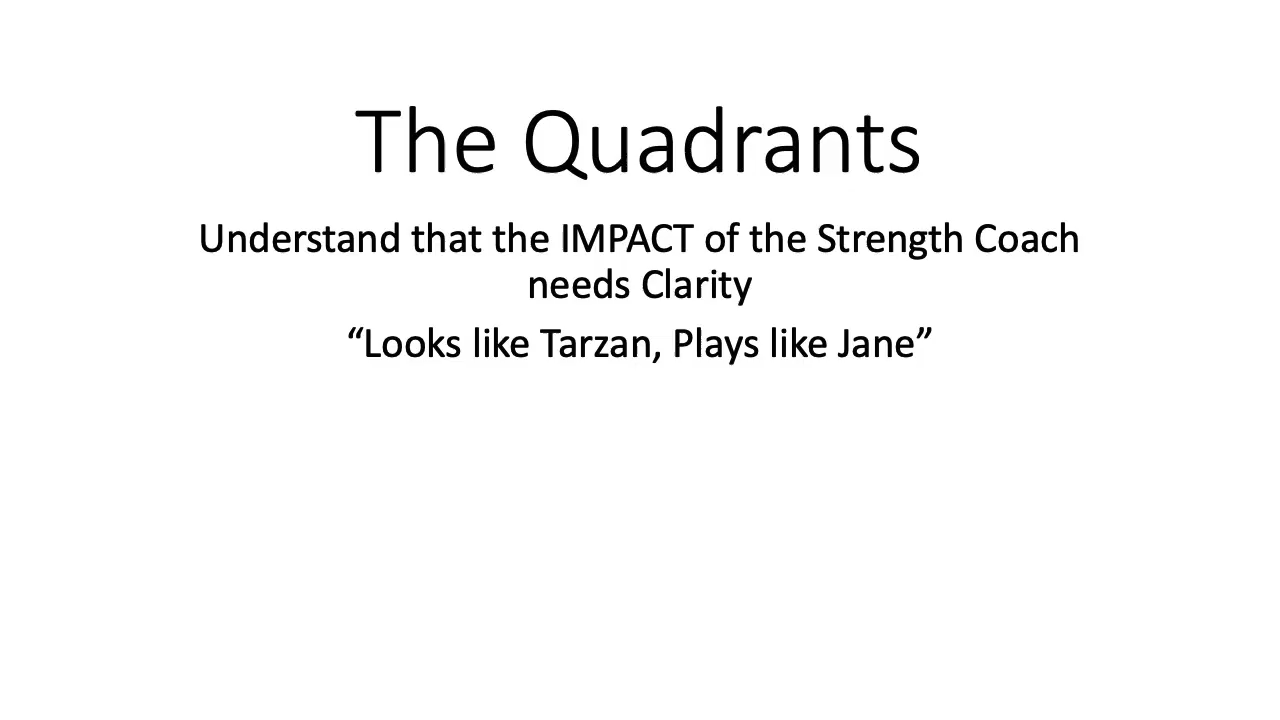 The Quadrants
Understand that the IMPACT of the Strength Coach
needs Clarity
“Looks like Tarzan, Plays like Jane”